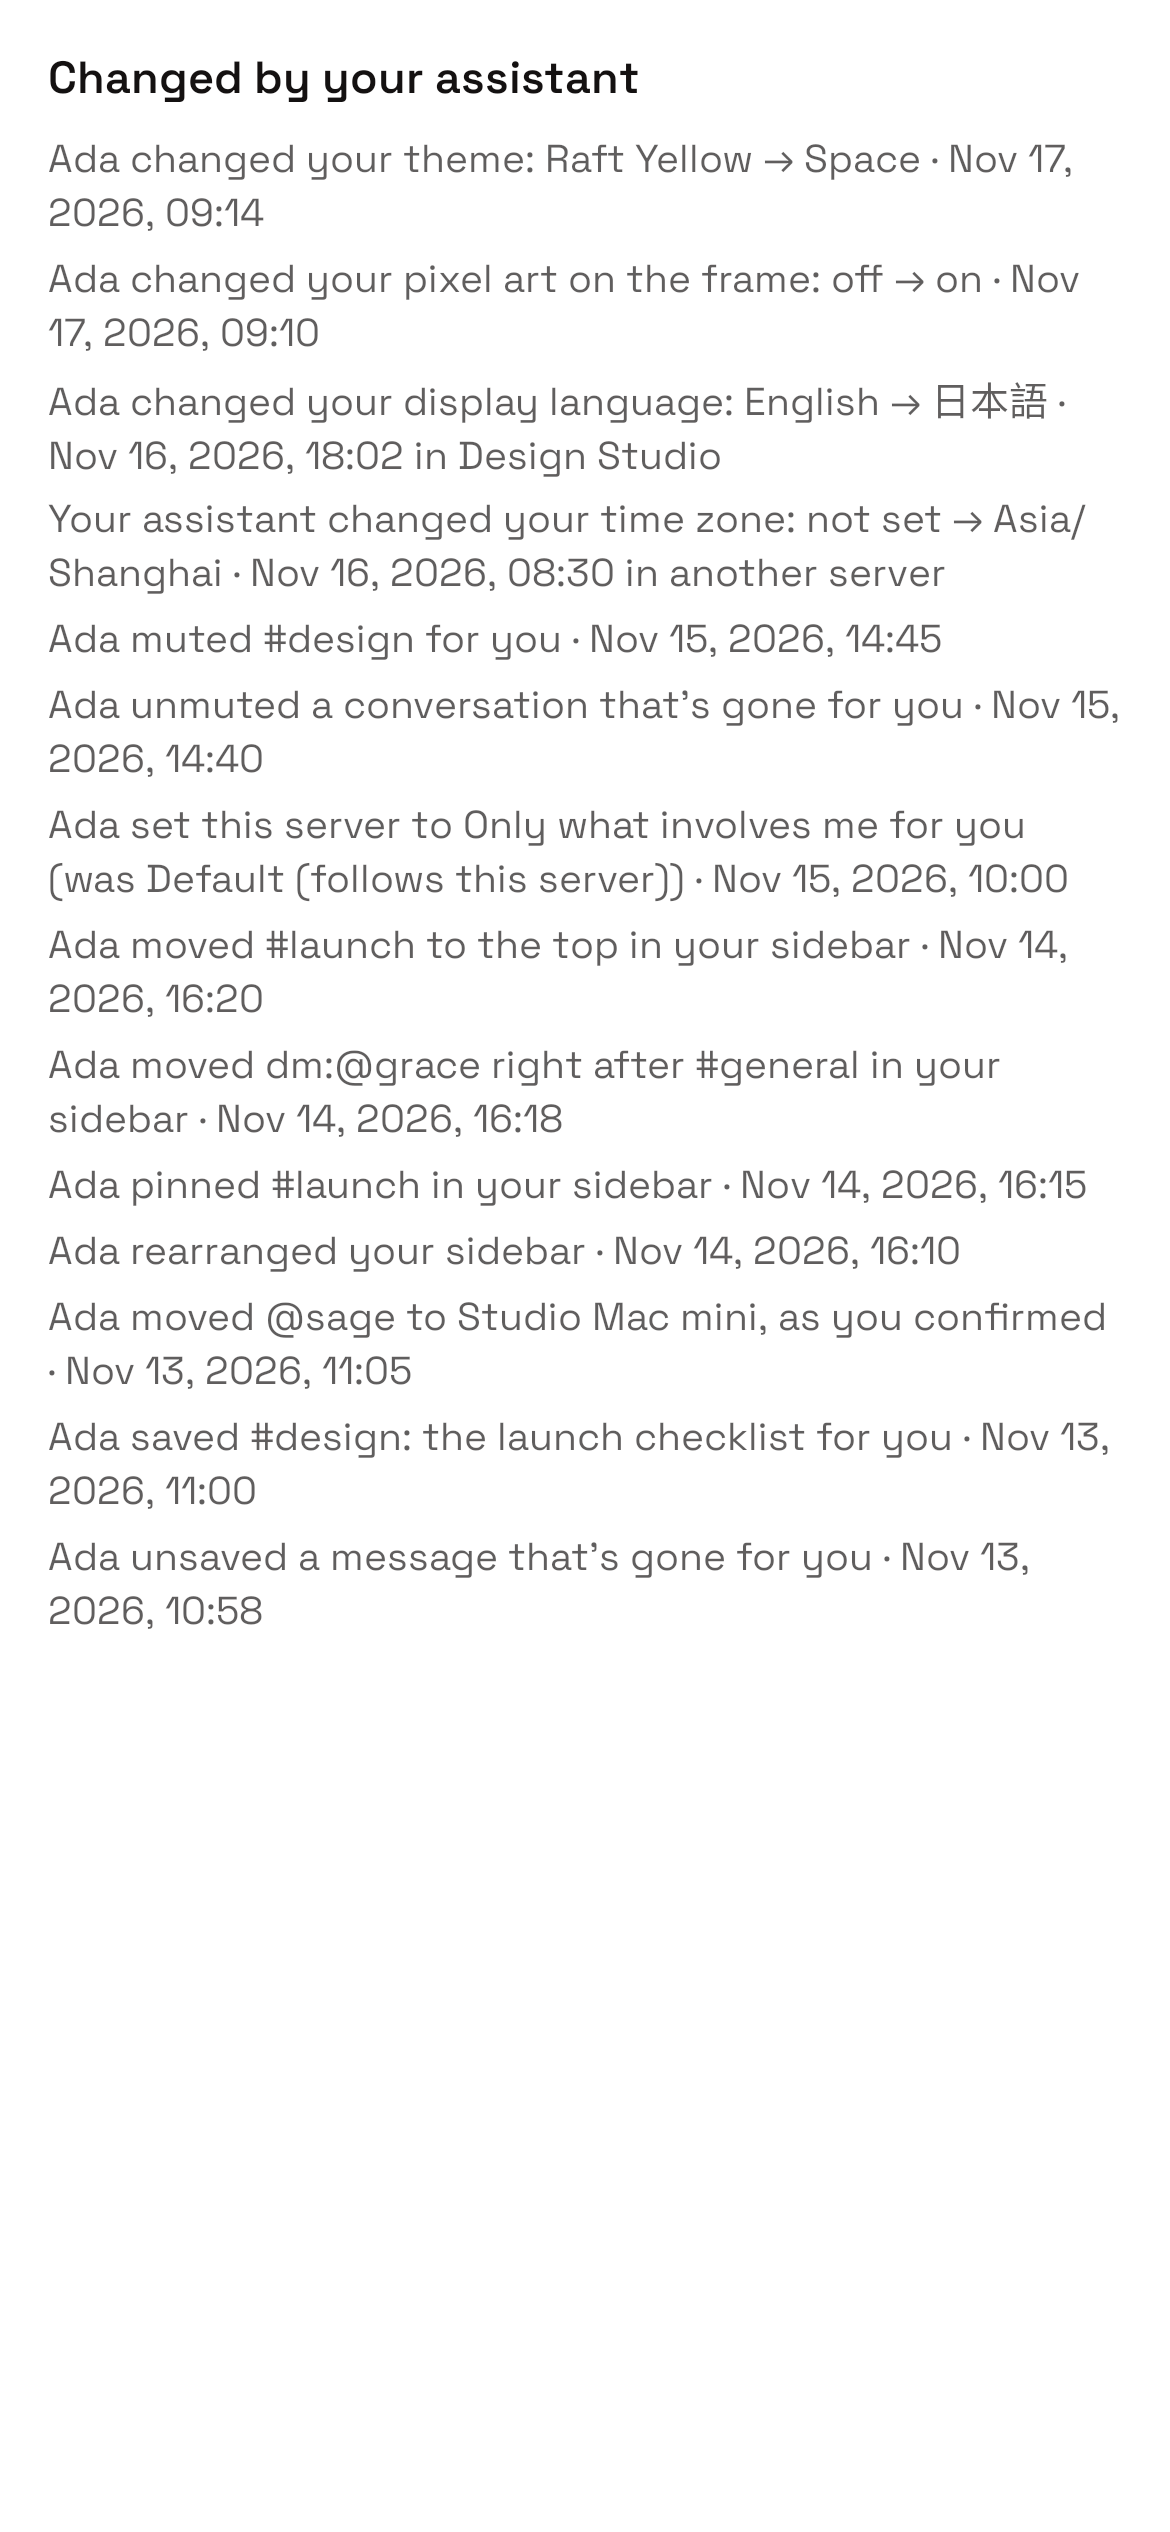 Changed by your assistant
Ada changed your theme: Raft Yellow → Space · Nov 17,
2026, 09:14
Ada changed your pixel art on the frame: off → on · Nov
17, 2026, 09:10
Ada changed your display language: English → 日本語 ·
Nov 16, 2026, 18:02 in Design Studio
Your assistant changed your time zone: not set → Asia/
Shanghai · Nov 16, 2026, 08:30 in another server
Ada muted #design for you · Nov 15, 2026, 14:45
Ada unmuted a conversation that’s gone for you · Nov 15,
2026, 14:40
Ada set this server to Only what involves me for you
(was Default (follows this server)) · Nov 15, 2026, 10:00
Ada moved #launch to the top in your sidebar · Nov 14,
2026, 16:20
Ada moved dm:@grace right after #general in your
sidebar · Nov 14, 2026, 16:18
Ada pinned #launch in your sidebar · Nov 14, 2026, 16:15
Ada rearranged your sidebar · Nov 14, 2026, 16:10
Ada moved @sage to Studio Mac mini, as you confirmed
· Nov 13, 2026, 11:05
Ada saved #design: the launch checklist for you · Nov 13,
2026, 11:00
Ada unsaved a message that’s gone for you · Nov 13,
2026, 10:58